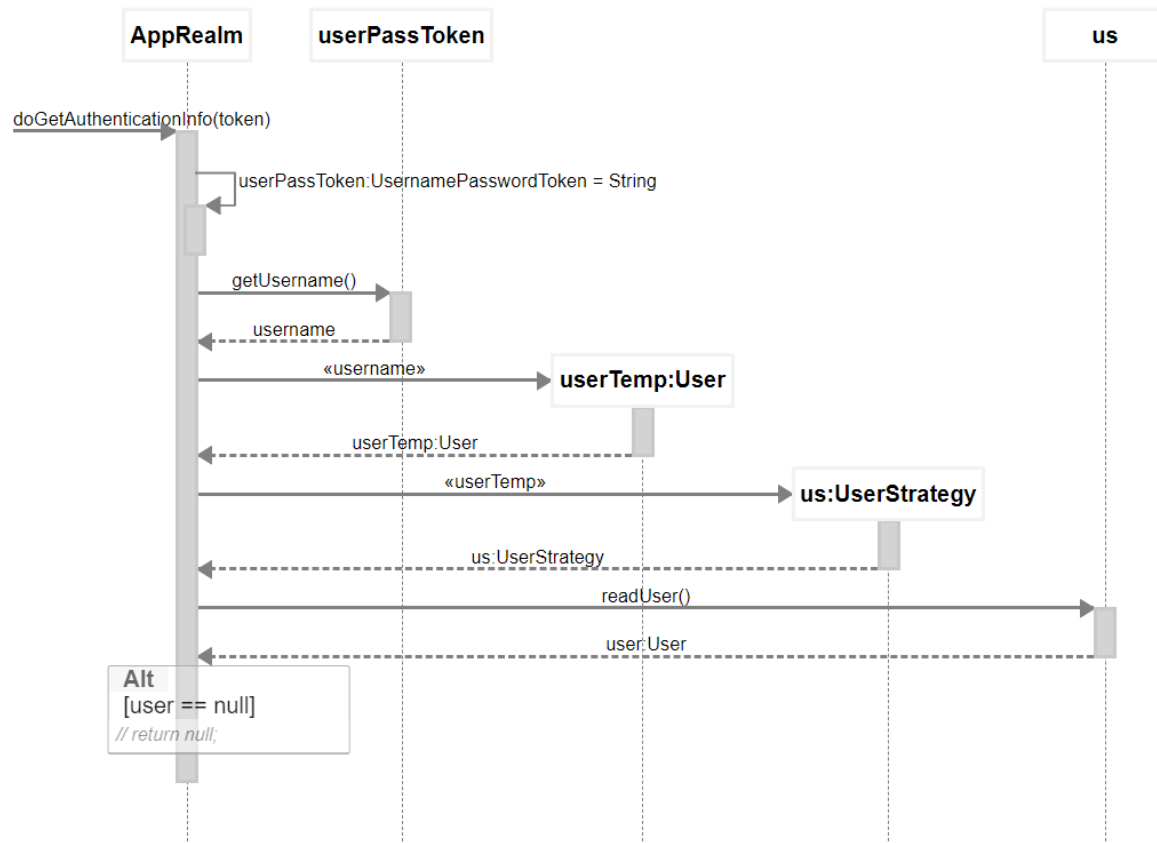 AppRealm
userPassToken
us
doGetAuthenticationInfo(token)
userPassToken:UsernamePasswordToken = String
getUsername()
username
«username»
userTemp:User
userTemp:User
«userTemp»
us:UserStrategy
us:UserStrategy
readUser()
user:User
Alt
[user == null]
// return null;